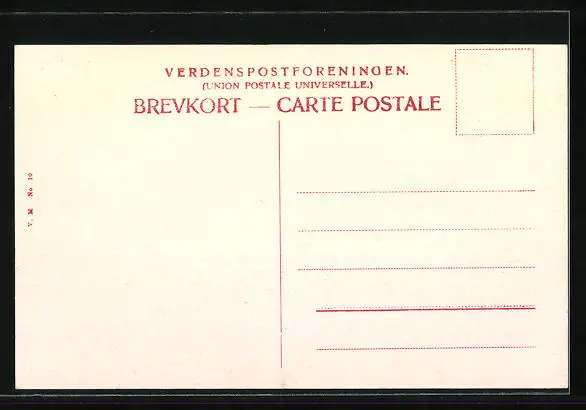 VERDENSPOSTFORENINGEN.
(UNION POSTALE UNIVERSELLE.)
BREVKORT — CARTE POSTALE
V. M No 10